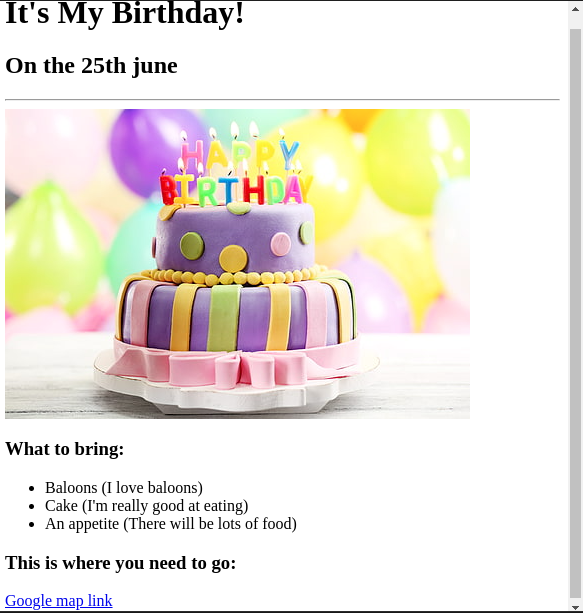 It's My Birthday!
On the 25th june
HAPPY
BIRTHDAY
What to bring:
Baloons (I love baloons)
Cake (I'm really good at eating)
An appetite (There will be lots of food)
This is where you need to go:
Google map link